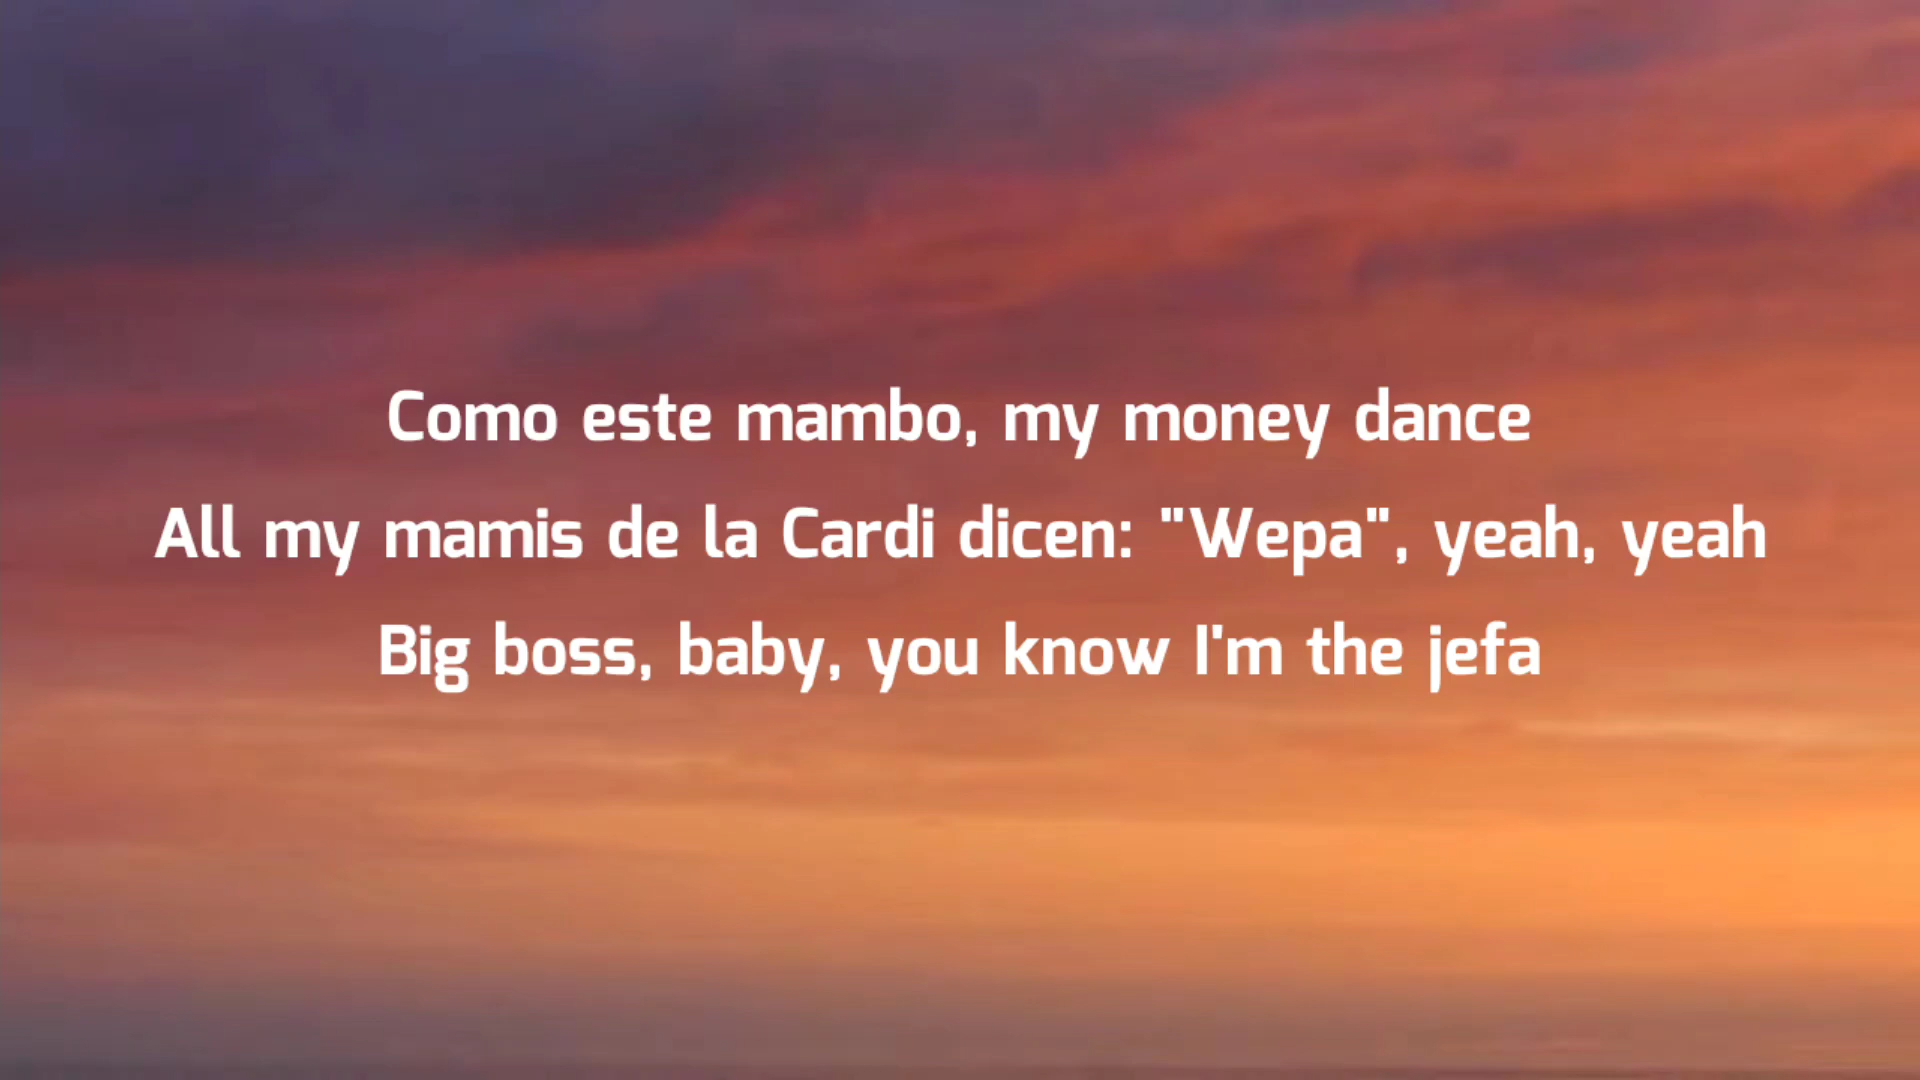 Como este mambo, my money dance
All my mamis de la Cardi dicen: "Wepa", yeah, yeah
Big boss, baby, you know I'm the jefa